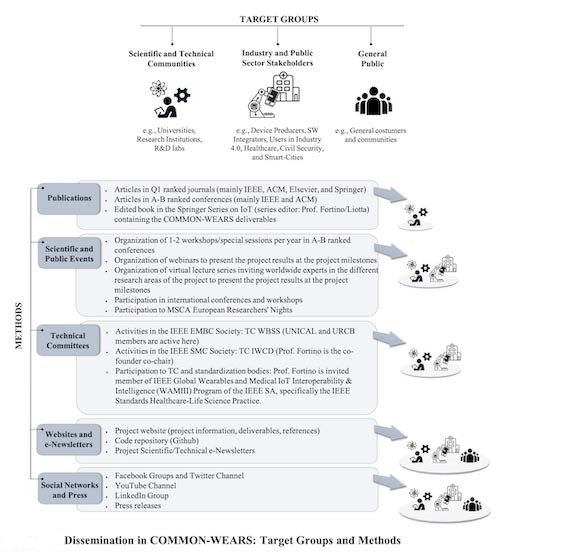 TARGET GROUPS
Scientific and Technical
Communities
Industry and Public
Sector Stakeholders
General
Public
e.g., Universities,
Research Institutions,
R&D labs
e.g., Device Producers, SW
Integrators, Users in Industry
4.0, Healthcare, Civil Security,
and Smart-Cities
e.g., General costumers
and communities
METHODS
Publications
Articles in Q1 ranked journals (mainly IEEE, ACM, Elsevier, and Springer)
Articles in A-B ranked conferences (mainly IEEE and ACM)
Edited book in the Springer Series on IoT (series editor: Prof. Fortino/Liotta)
containing the COMMON-WEARS deliverables
Scientific and
Public Events
Organization of 1-2 workshops/special sessions per year in A-B ranked
conferences
Organization of webinars to present the project results at the project milestones
Organization of virtual lecture series inviting worldwide experts in the different
research areas of the project to present the project results at the project
milestones
Participation in international conferences and workshops
Participation to MSCA European Researchers' Nights
Technical
Committees
Activities in the IEEE EMBC Society: TC WBSS (UNICAL and URCB
members are active here)
Activities in the IEEE SMC Society: TC IWCD (Prof. Fortino is the co-
founder co-chair)
Participation to TC and standardization bodies: Prof. Fortino is invited
member of IEEE Global Wearables and Medical IoT Interoperability &
Intelligence (WAMIII) Program of the IEEE SA, specifically the IEEE
Standards Healthcare-Life Science Practice.
Websites and
e-Newsletters
Project website (project information, deliverables, references)
Code repository (Github)
Project Scientific/Technical e-Newsletters
Social Networks
and Press
Facebook Groups and Twitter Channel
YouTube Channel
LinkedIn Group
Press releases
Dissemination in COMMON-WEARS: Target Groups and Methods